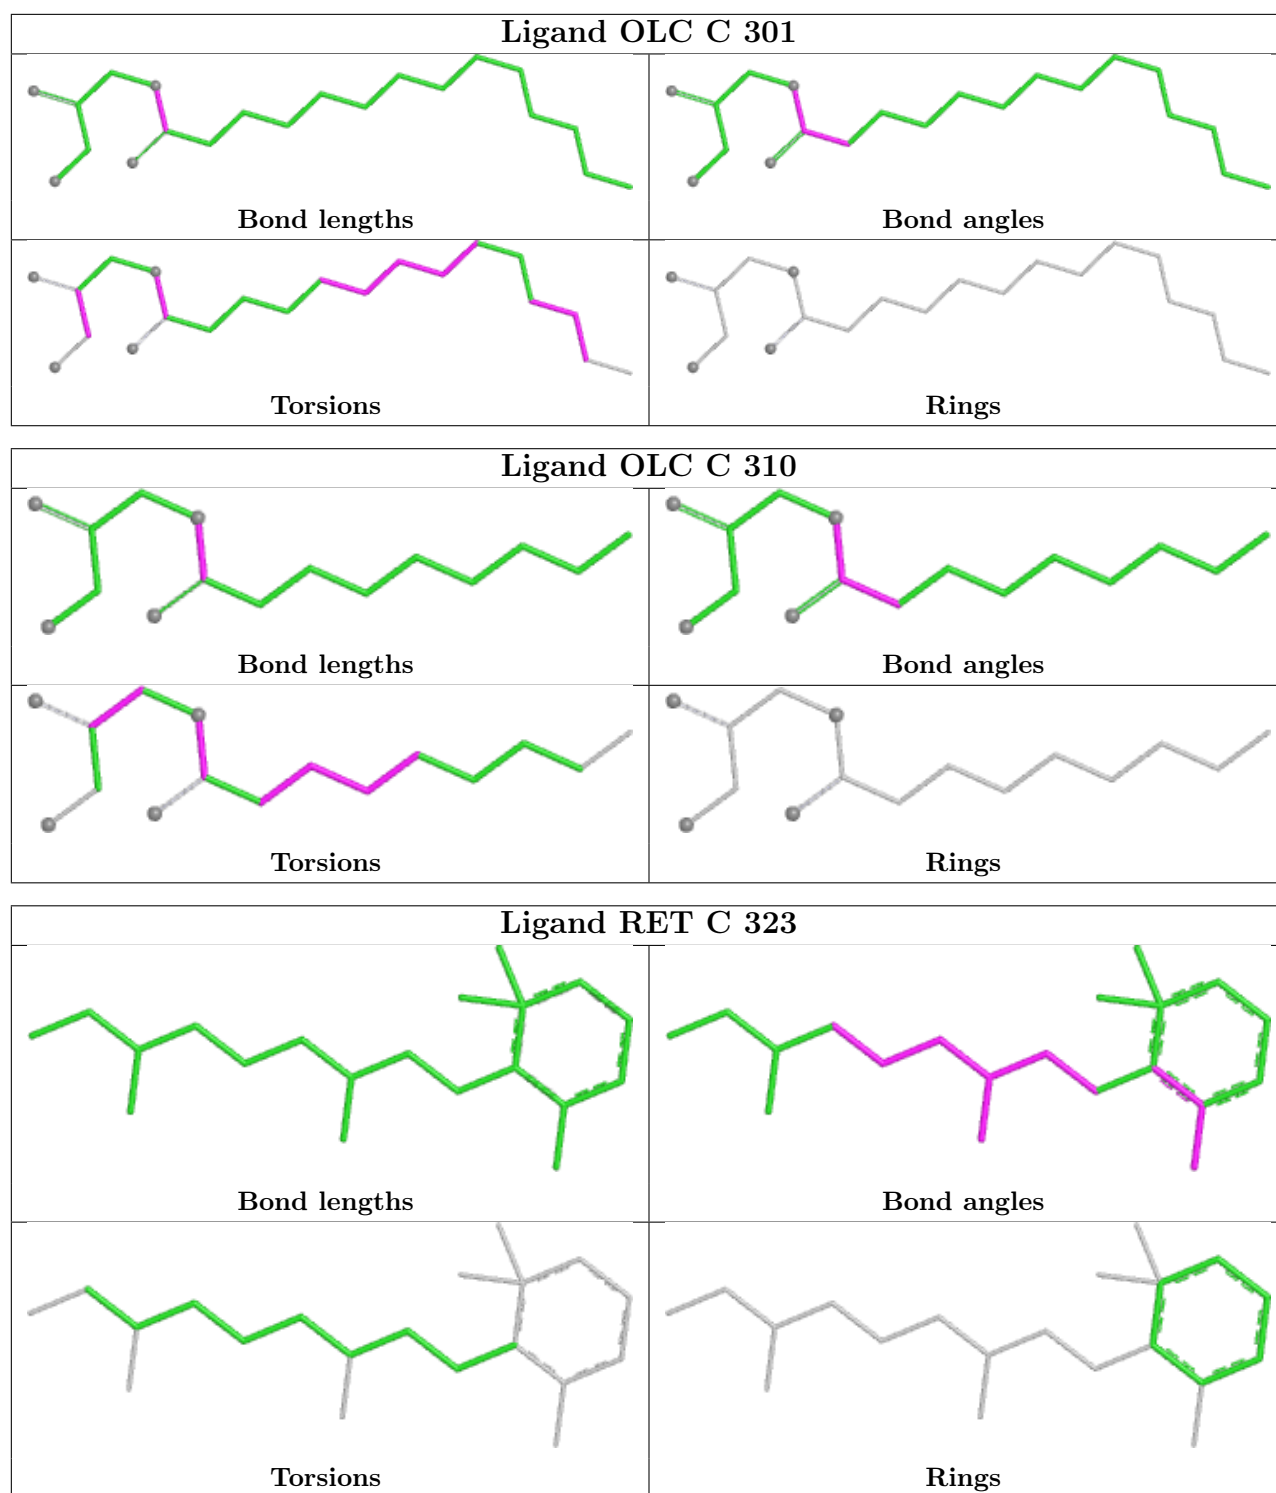 Ligand OLC C 301
Bond lengths
Bond angles
Torsions
Rings
Ligand OLC C 310
Bond lengths
Bond angles
Torsions
Rings
Ligand RET C 323
Bond lengths
Bond angles
Torsions
Rings